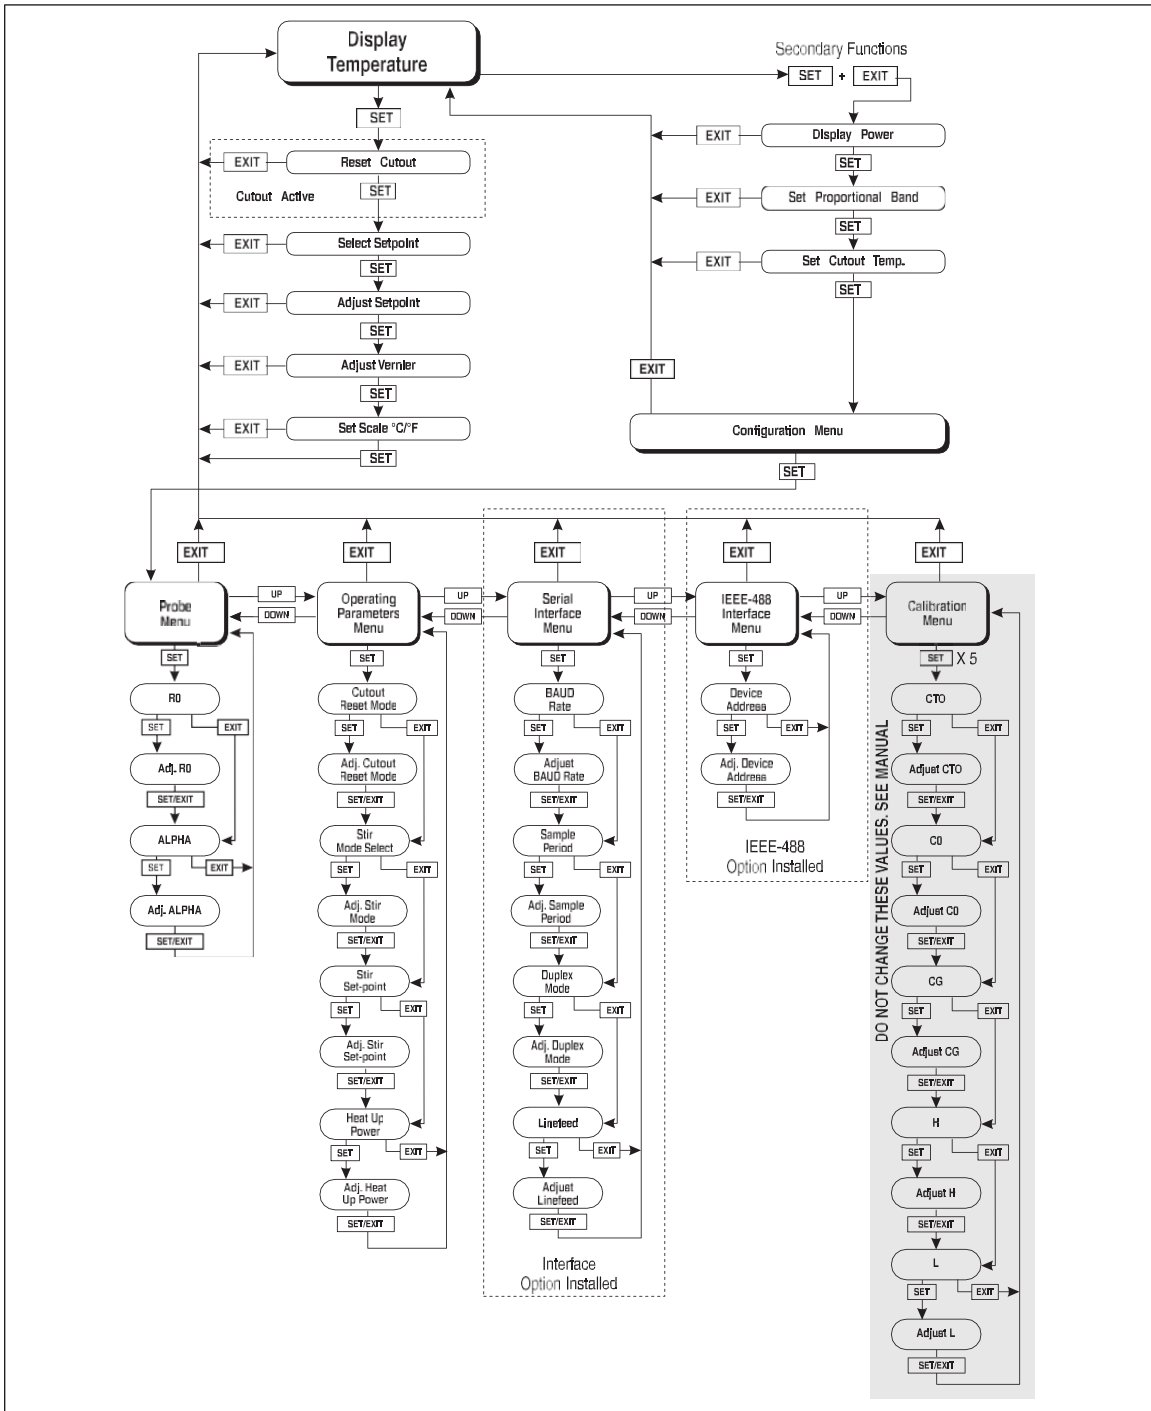 Display
Temperature
SET
EXIT
Reset Cutout
Cutout Active
SET
EXIT
Select Setpoint
SET
EXIT
Adjust Setpoint
SET
EXIT
Adjust Vernier
SET
EXIT
Set Scale °C/°F
SET
Secondary Functions
SET + EXIT
EXIT
Display Power
SET
EXIT
Set Proportional Band
SET
EXIT
Set Cutout Temp.
SET
EXIT
Configuration Menu
SET
EXIT
EXIT
EXIT
EXIT
EXIT
Probe
Menu
UP
DOWN
Operating
Parameters
Menu
UP
DOWN
Serial
Interface
Menu
UP
DOWN
IEEE-488
Interface
Menu
UP
DOWN
Calibration
Menu
SET
R0
SET
EXIT
Adj. R0
SET/EXIT
ALPHA
SET
EXIT
Adj. ALPHA
SET/EXIT
SET
Cutout
Reset Mode
SET
EXIT
Adj. Cutout
Reset Mode
SET/EXIT
Stir
Mode Select
SET
EXIT
Adj. Stir
Mode
SET/EXIT
Stir
Set-point
SET
EXIT
Adj. Stir
Set-point
SET/EXIT
Heat Up
Power
SET
EXIT
Adj. Heat
Up Power
SET/EXIT
SET
BAUD
Rate
SET
EXIT
Adjust
BAUD Rate
SET/EXIT
Sample
Period
SET
EXIT
Adj. Sample
Period
SET/EXIT
Duplex
Mode
SET
EXIT
Adj. Duplex
Mode
SET/EXIT
Linefeed
SET
EXIT
Adjust
Linefeed
SET/EXIT
Interface
Option Installed
SET
Device
Address
SET
EXIT
Adj. Device
Address
SET/EXIT
IEEE-488
Option Installed
DO NOT CHANGE THESE VALUES. SEE MANUAL
SET X 5
CTO
SET
EXIT
Adjust CTO
SET/EXIT
C0
SET
EXIT
Adjust C0
SET/EXIT
CG
SET
EXIT
Adjust CG
SET/EXIT
H
SET
EXIT
Adjust H
SET/EXIT
L
SET
EXIT
Adjust L
SET/EXIT